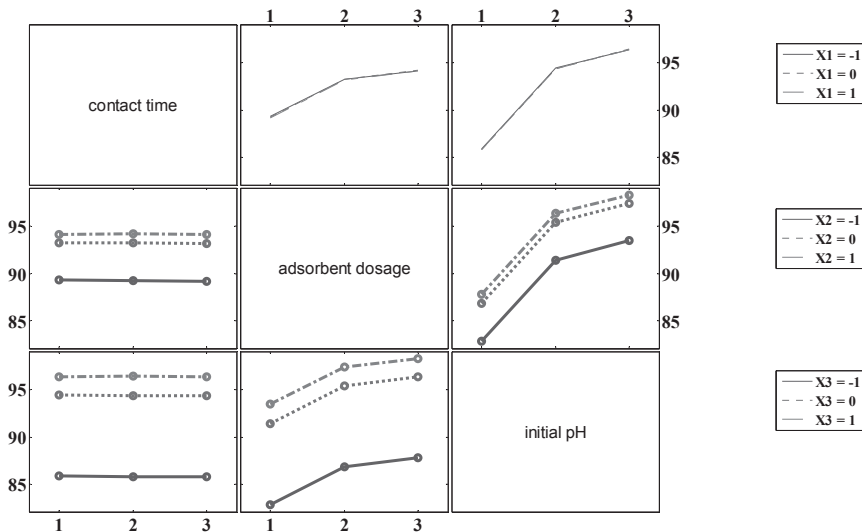 1 2 3 1 2 3
contact time
95
90
85
X1 = -1
X1 = 0
X1 = 1
95
90
85
adsorbent dosage
95
90
85
X2 = -1
X2 = 0
X2 = 1
95
90
85
initial pH
X3 = -1
X3 = 0
X3 = 1
1 2 3 1 2 3